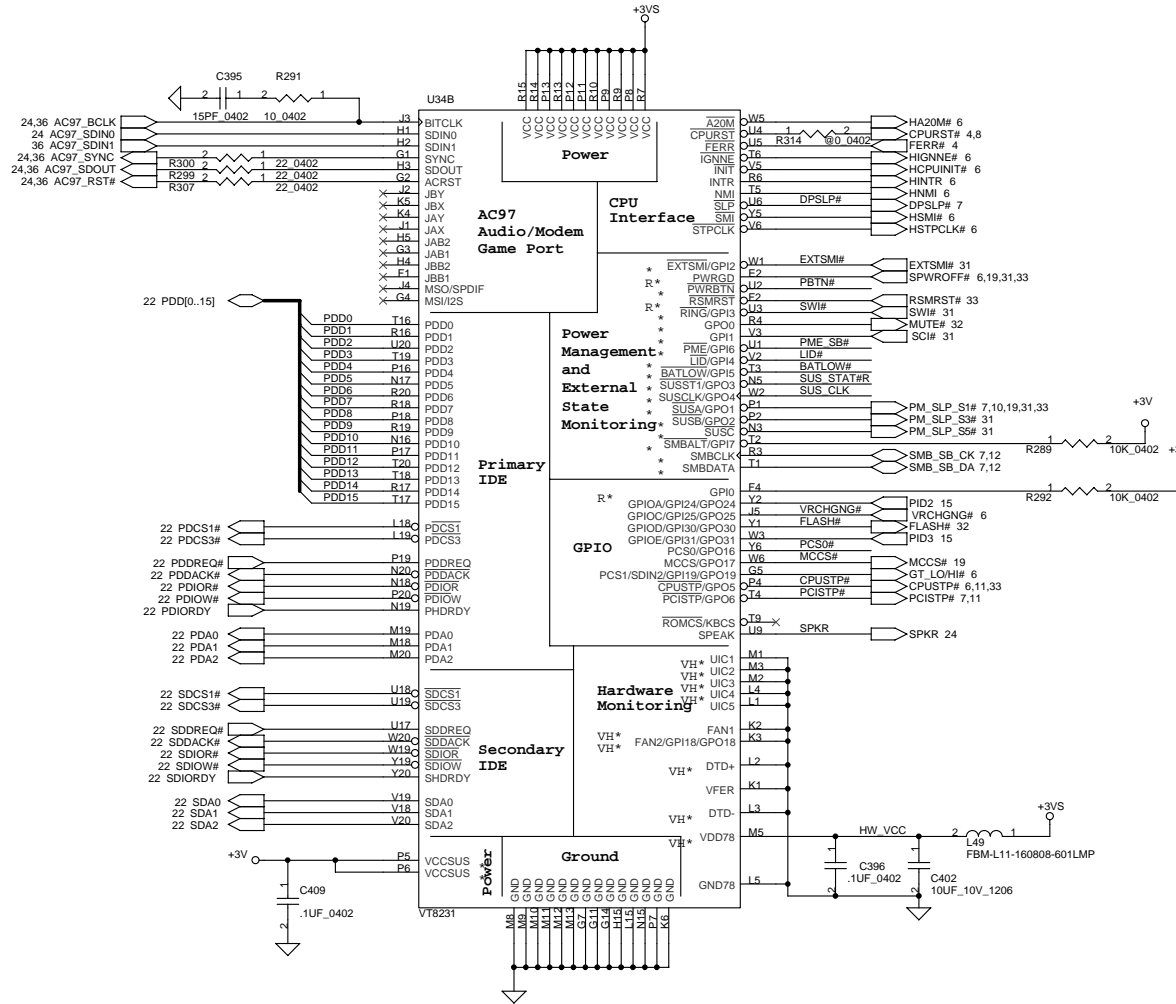 +3VS
C395 R291
2 1 2 1
15PF_0402 10_0402
U34B
R15 R14 P13 R13 P12 P11 R10 P9 R9 P8 R7
VCC VCC VCC VCC VCC VCC VCC VCC VCC VCC VCC
Power
24,36 AC97_BCLK J3 BITCLK
24 AC97_SDIN0 H1 SDIN0
36 AC97_SDIN1 H2 SDIN1
24,36 AC97_SYNC R300 2 1 22_0402 G1 SYNC
24,36 AC97_SDOUT R299 2 1 22_0402 H3 SDOUT
24,36 AC97_RST# R307 2 1 22_0402 G2 ACRST
J2 JBY
K5 JBX
K4 JAY
J1 JAX
H5 JAB2
G3 JAB1
H4 JBB2
F1 JBB1
J4 MSO/SPDIF
G4 MSI/I2S
AC97
Audio/Modem
Game Port
CPU
Interface
A20M W5 HA20M# 6
CPURST U4 1 R314 2 @0_0402 CPURST# 4,8
FERR U5 FERR# 4
IGNNE T6 HIGNNE# 6
INIT V5 HCPUINIT# 6
INTR R6 HINTR 6
NMI T5 HNMI 6
SLP U6 DPSLP# DPSLP# 7
SMI Y5 HSMI# 6
STPCLK V6 HSTPCLK# 6
22 PDD[0..15]
PDD0 T16 PDD0
PDD1 R16 PDD1
PDD2 U20 PDD2
PDD3 T19 PDD3
PDD4 P16 PDD4
PDD5 N17 PDD5
PDD6 R20 PDD6
PDD7 R18 PDD7
PDD8 P18 PDD8
PDD9 R19 PDD9
PDD10 N16 PDD10
PDD11 P17 PDD11
PDD12 T20 PDD12
PDD13 T18 PDD13
PDD14 R17 PDD14
PDD15 T17 PDD15
Primary
IDE
Power
Management
and
External
State
Monitoring
* EXTSMI/GPI2 W1 EXTSMI# EXTSMI# 31
R* PWRGD E2 SPWROFF# 6,19,31,33
* PWRBTN U2 PBTN#
R* RSMRST F2 RSMRST# 33
* RING/GPI3 U3 SWI# SWI# 31
* GPO0 R4 MUTE# 32
* GPI1 V3 SCI# 31
* PME/GPI6 U1 PME_SB#
* LID/GPI4 V2 LID#
* BATLOW/GPI5 T3 BATLOW#
* SUSST1/GPO3 N5 SUS_STAT#R
* SUSCLK/GPO4 W2 SUS_CLK
* SUSA/GPO1 P1 PM_SLP_S1# 7,10,19,31,33
* SUSB/GPO2 P2 PM_SLP_S3# 31
* SUSC N3 PM_SLP_S5# 31
* SMBALT/GPI7 T2 R289 1 2 10K_0402 +3V
* SMBCLK R3 SMB_SB_CK 7,12
* SMBDATA T1 SMB_SB_DA 7,12
R* GPI0 F4 R292 1 2 10K_0402
GPIO
GPIOA/GPI24/GPO24 Y2 PID2 15
GPIOC/GPI25/GPO25 J5 VRCHGNG# VRCHGNG# 6
GPIOD/GPI30/GPO30 Y1 FLASH# FLASH# 32
GPIOE/GPI31/GPO31 W3 PID3 15
PCS0/GPO16 Y6 PCS0#
MCCS/GPO17 W6 MCCS# MCCS# 19
PCS1/SDIN2/GPI19/GPO19 G5 GT_LO/HI# 6
CPUSTP/GPO5 P4 CPUSTP# CPUSTP# 6,11,33
PCISTP/GPO6 T4 PCISTP# PCISTP# 7,11
ROMCS/KBCS T9
SPEAK U9 SPKR SPKR 24
22 PDCS1# L18 PDCS1
22 PDCS3# L19 PDCS3
22 PDDREQ# P19 PDDREQ
22 PDDACK# N20 PDDACK
22 PDIOR# N18 PDIOR
22 PDIOW# P20 PDIOW
22 PDIORDY N19 PHDRDY
22 PDA0 M19 PDA0
22 PDA1 M18 PDA1
22 PDA2 M20 PDA2
22 SDCS1# U18 SDCS1
22 SDCS3# U19 SDCS3
22 SDDREQ# U17 SDDREQ
22 SDDACK# W20 SDDACK
22 SDIOR# W19 SDIOR
22 SDIOW# Y19 SDIOW
22 SDIORDY Y20 SHDRDY
22 SDA0 V19 SDA0
22 SDA1 V18 SDA1
22 SDA2 V20 SDA2
Secondary
IDE
Hardware
Monitoring
VH* UIC1 M1
VH* UIC2 M3
VH* UIC3 M2
VH* UIC4 L4
UIC5 L1
VH* FAN1 K2
VH* FAN2/GPI18/GPO18 K3
VH* DTD+ L2
VFER K1
VH* DTD- L3
VH* VDD78 M5 HW_VCC 2 1 +3VS
L49
FBM-L11-160808-601LMP
C396
.1UF_0402
C402
10UF_10V_1206
GND78 L5
+3V P5 VCCSUS *
P6 VCCSUS *
C409
.1UF_0402
Power
Ground
GND GND GND GND GND GND GND GND GND GND GND GND GND GND
VT8231
M8 M9 M10 M11 M12 M13 G7 G11 G14 H15 L15 N15 P7 K6